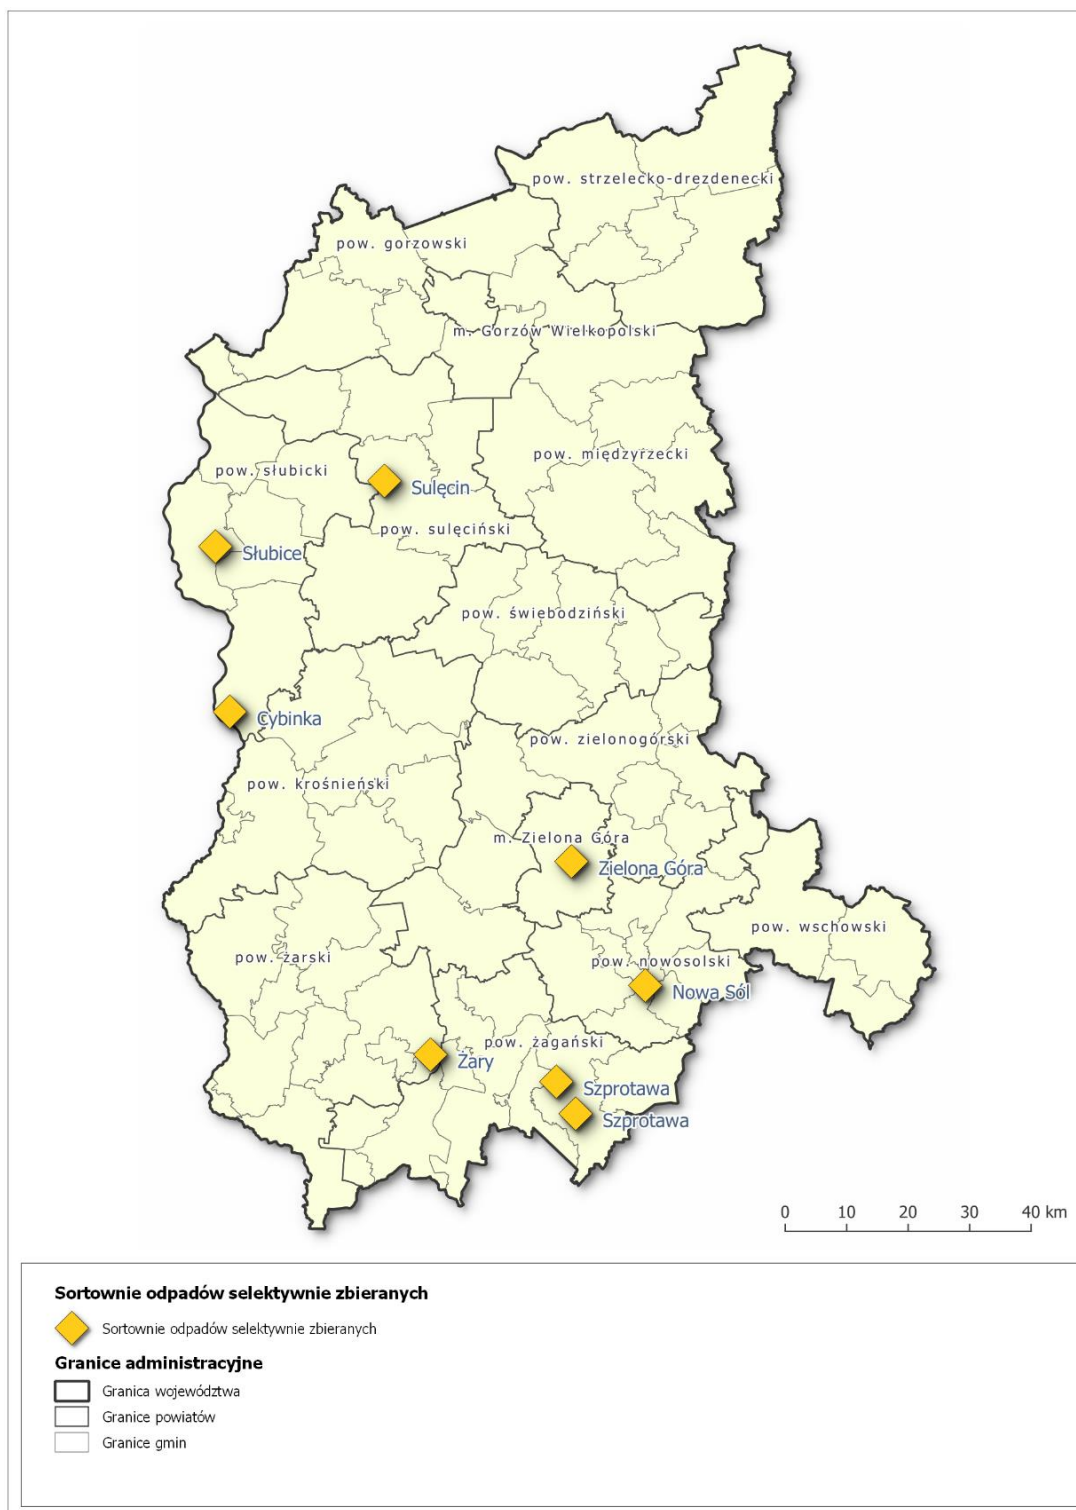 pow. strzelecko-drezdenecki
pow. gorzowski
m. Gorzów Wielkopolski
pow. międzyrzecki
pow. słubicki
Sulęcin
pow. sulęciński
Słubice
pow. świebodziński
Cybinka
pow. zielonogórski
pow. krośnieński
m. Zielona Góra
Zielona Góra
pow. wschowski
pow. żarski
pow. nowosolski
Nowa Sól
pow. żagański
Żary
Szprotawa
Szprotawa
0 10 20 30 40 km
Sortownie odpadów selektywnie zbieranych
Sortownie odpadów selektywnie zbieranych
Granice administracyjne
Granica województwa
Granice powiatów
Granice gmin